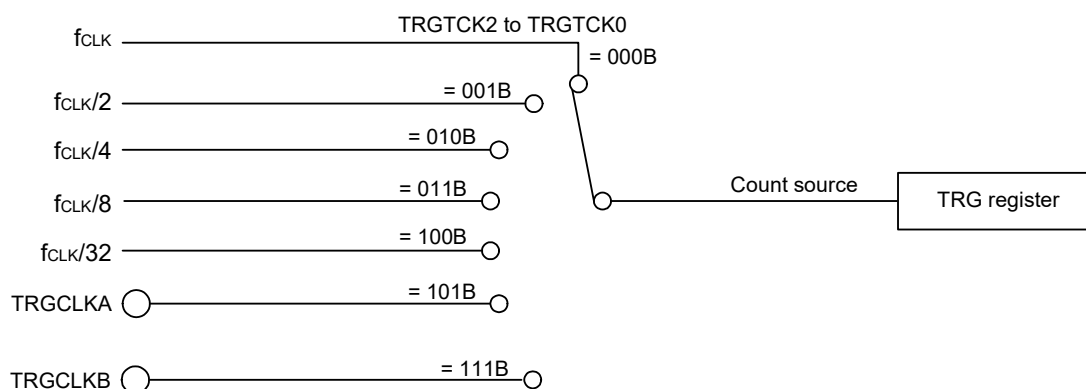 TRGTCK2 to TRGTCK0
fCLK
= 000B
fCLK/2
= 001B
fCLK/4
= 010B
fCLK/8
= 011B
Count source
TRG register
fCLK/32
= 100B
TRGCLKA
= 101B
TRGCLKB
= 111B